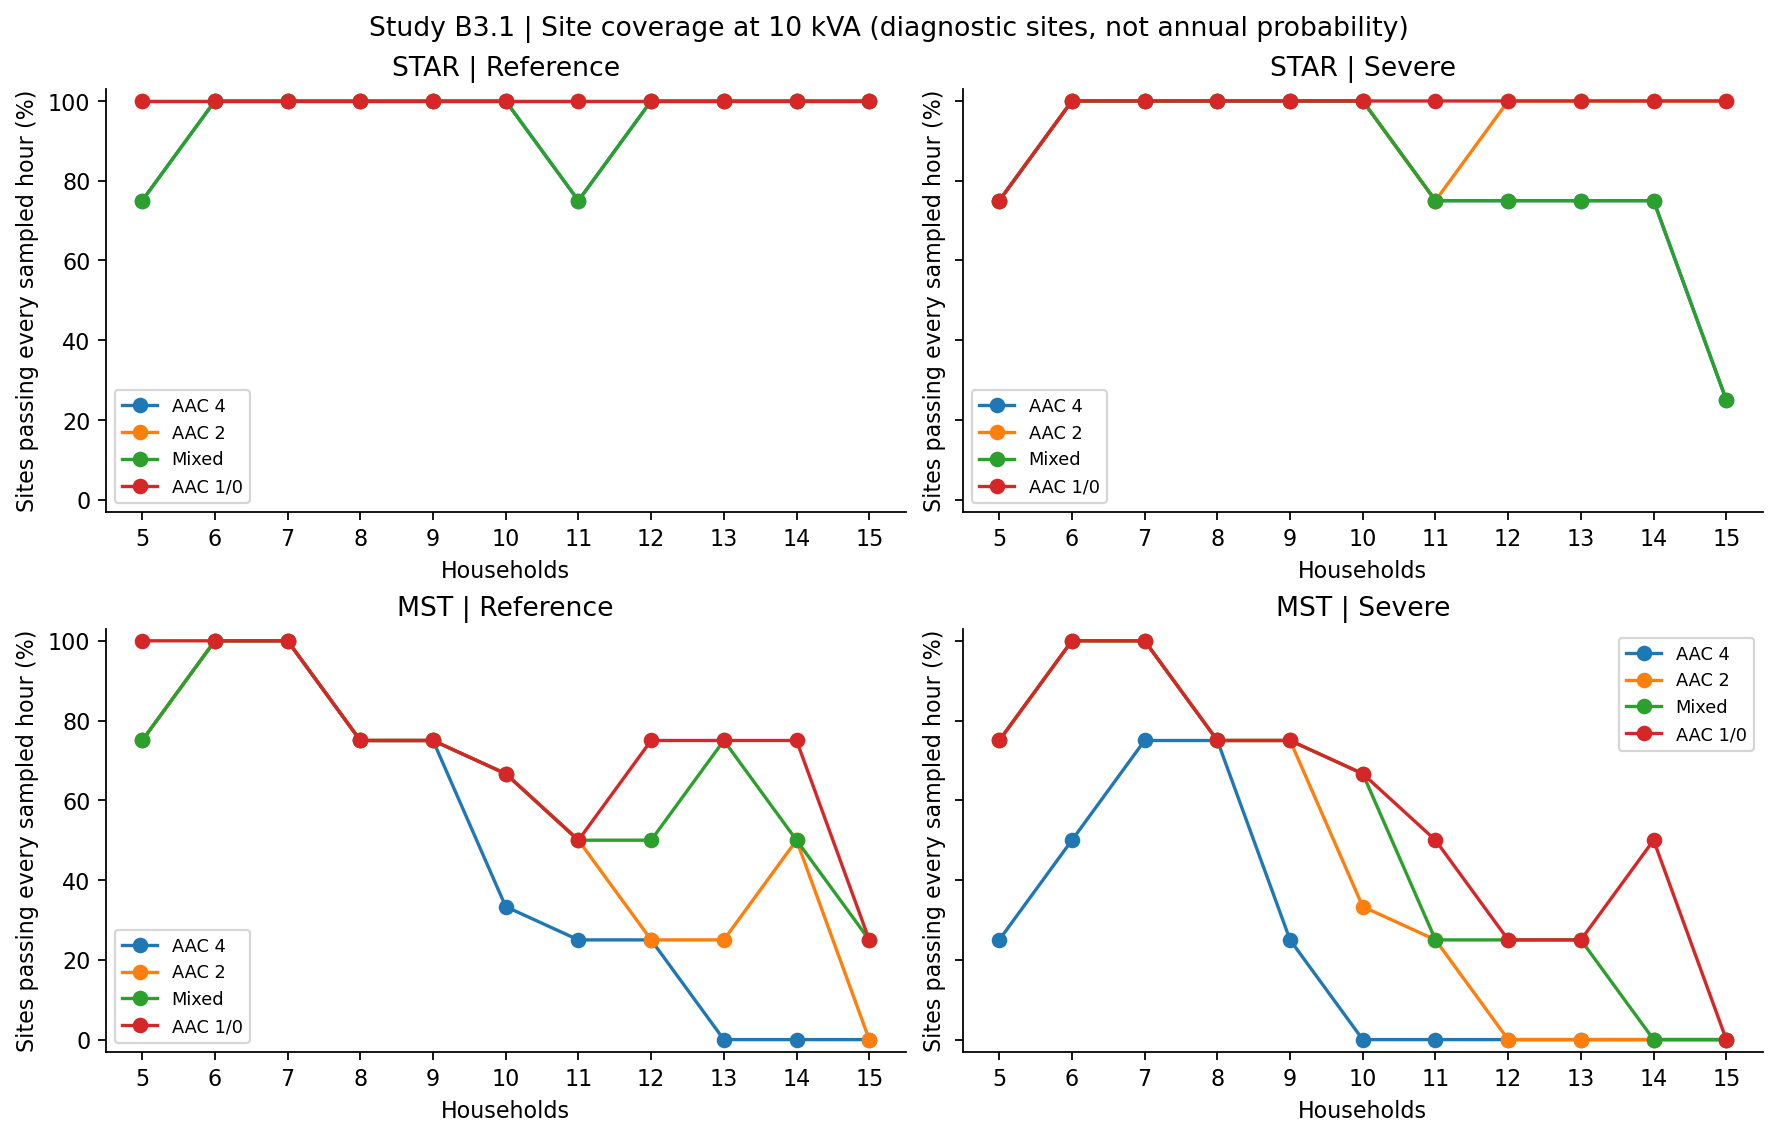 Study B3.1 | Site coverage at 10 kVA (diagnostic sites, not annual probability)
STAR | Reference
Sites passing every sampled hour (%)
100
80
60
40
20
0
AAC 4
AAC 2
Mixed
AAC 1/0
5 6 7 8 9 10 11 12 13 14 15
Households
STAR | Severe
Sites passing every sampled hour (%)
AAC 4
AAC 2
Mixed
AAC 1/0
5 6 7 8 9 10 11 12 13 14 15
Households
MST | Reference
Sites passing every sampled hour (%)
100
80
60
40
20
0
AAC 4
AAC 2
Mixed
AAC 1/0
5 6 7 8 9 10 11 12 13 14 15
Households
MST | Severe
Sites passing every sampled hour (%)
AAC 4
AAC 2
Mixed
AAC 1/0
5 6 7 8 9 10 11 12 13 14 15
Households